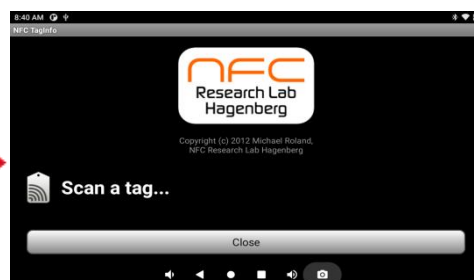 8:40 AM
NFC TagInfo
NFC
Research Lab
Hagenberg
Copyright (c) 2012 Michael Roland,
NFC Research Lab Hagenberg
Scan a tag...
Close